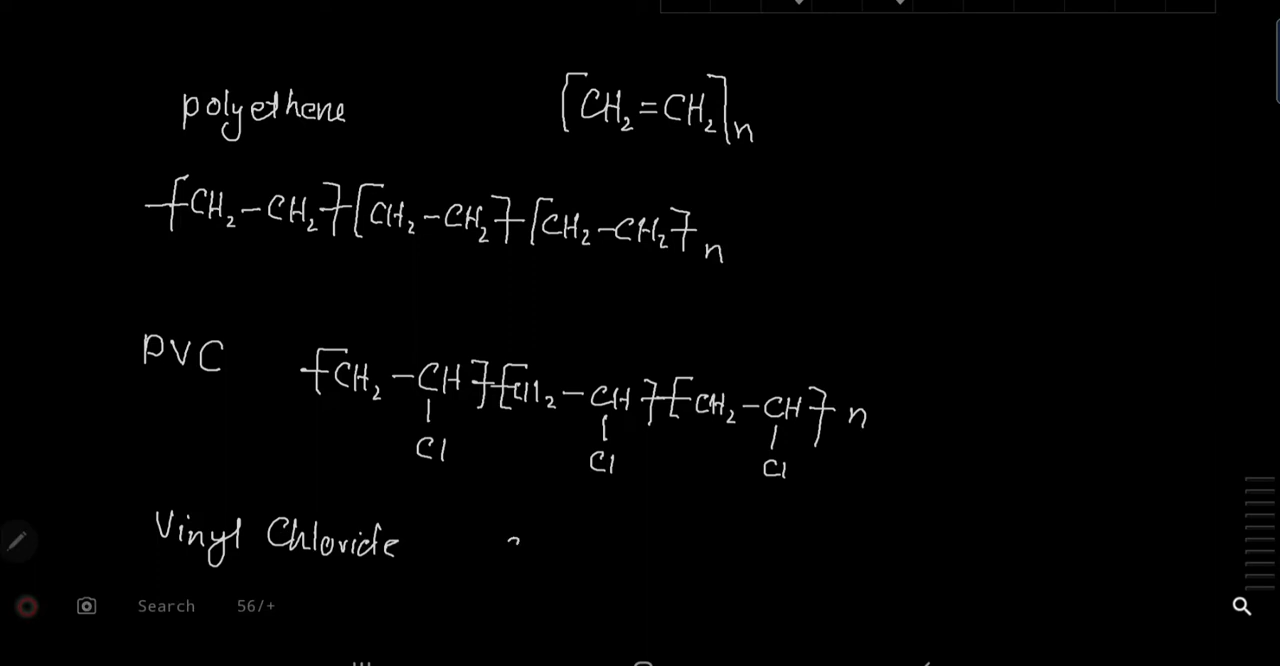 polyethene [CH₂=CH₂]n
-[CH₂-CH₂]-[CH₂-CH₂]-[CH₂-CH₂]-n
PVC -[CH₂-CH]-[CH₂-CH]-[CH₂-CH]-n
Cl Cl Cl
Vinyl Chloride
Search 56/+